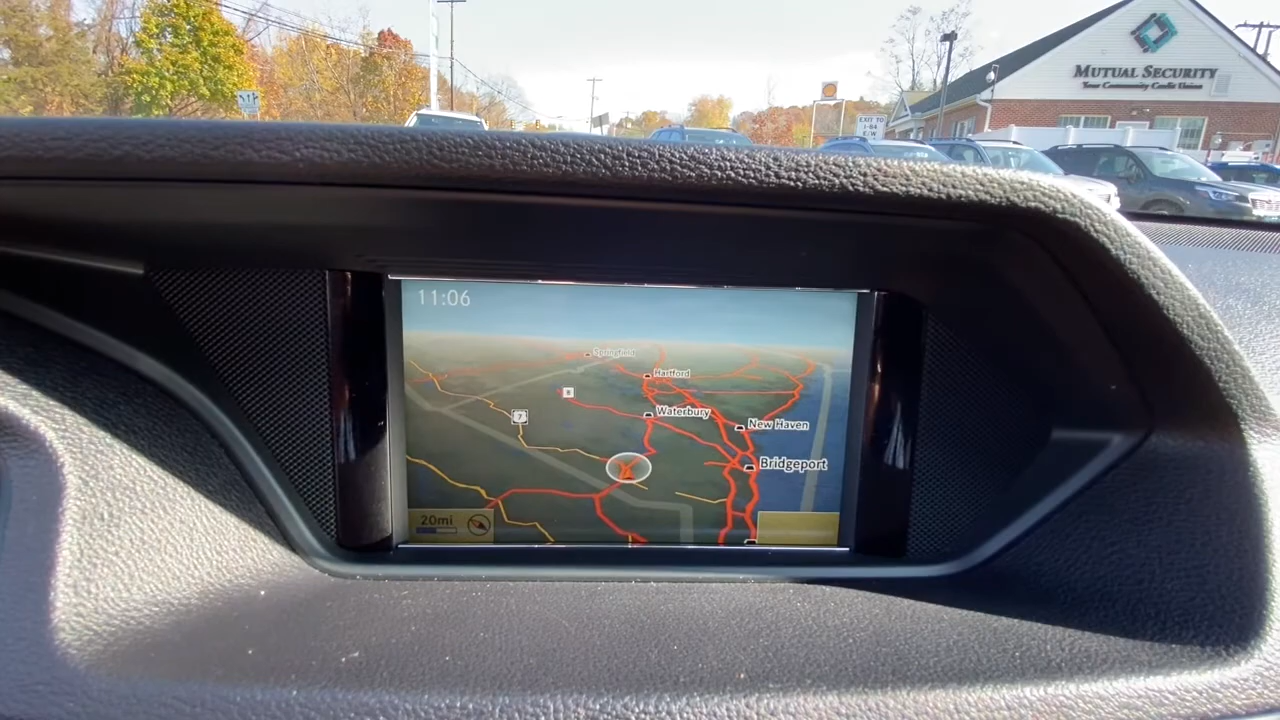 MUTUAL SECURITY
Your Community Credit Union
EXIT TO
I-84
E/W
11:06
Springfield
Hartford
8
7
Waterbury
New Haven
Bridgeport
20mi